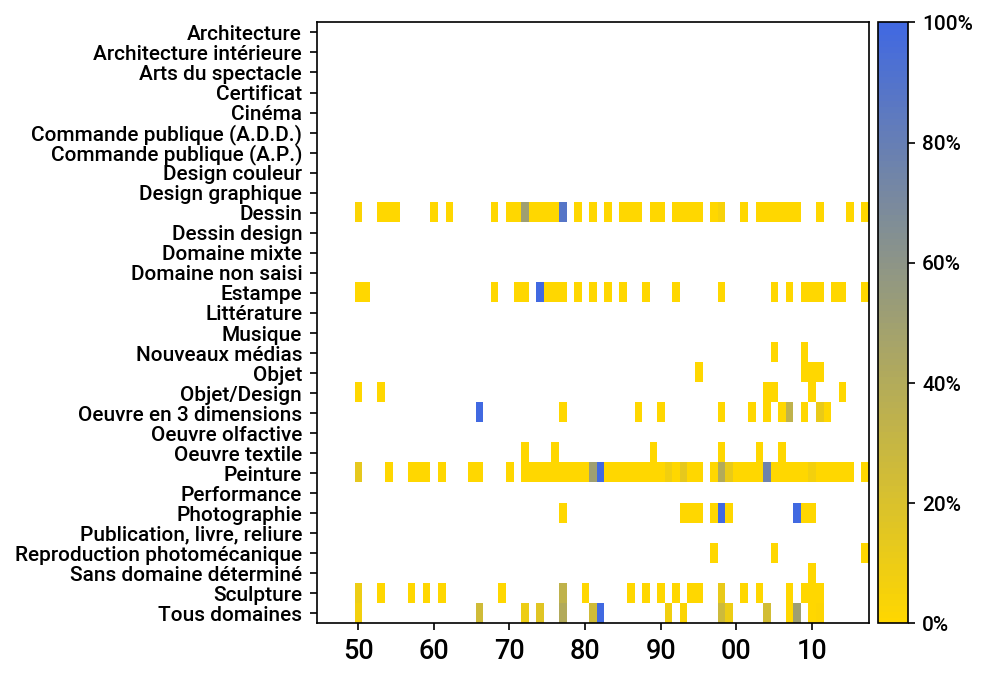 Architecture
Architecture intérieure
Arts du spectacle
Certificat
Cinéma
Commande publique (A.D.D.)
Commande publique (A.P.)
Design couleur
Design graphique
Dessin
Dessin design
Domaine mixte
Domaine non saisi
Estampe
Littérature
Musique
Nouveaux médias
Objet
Objet/Design
Oeuvre en 3 dimensions
Oeuvre olfactive
Oeuvre textile
Peinture
Performance
Photographie
Publication, livre, reliure
Reproduction photomécanique
Sans domaine déterminé
Sculpture
Tous domaines
50 60 70 80 90 00 10
100%
80%
60%
40%
20%
0%